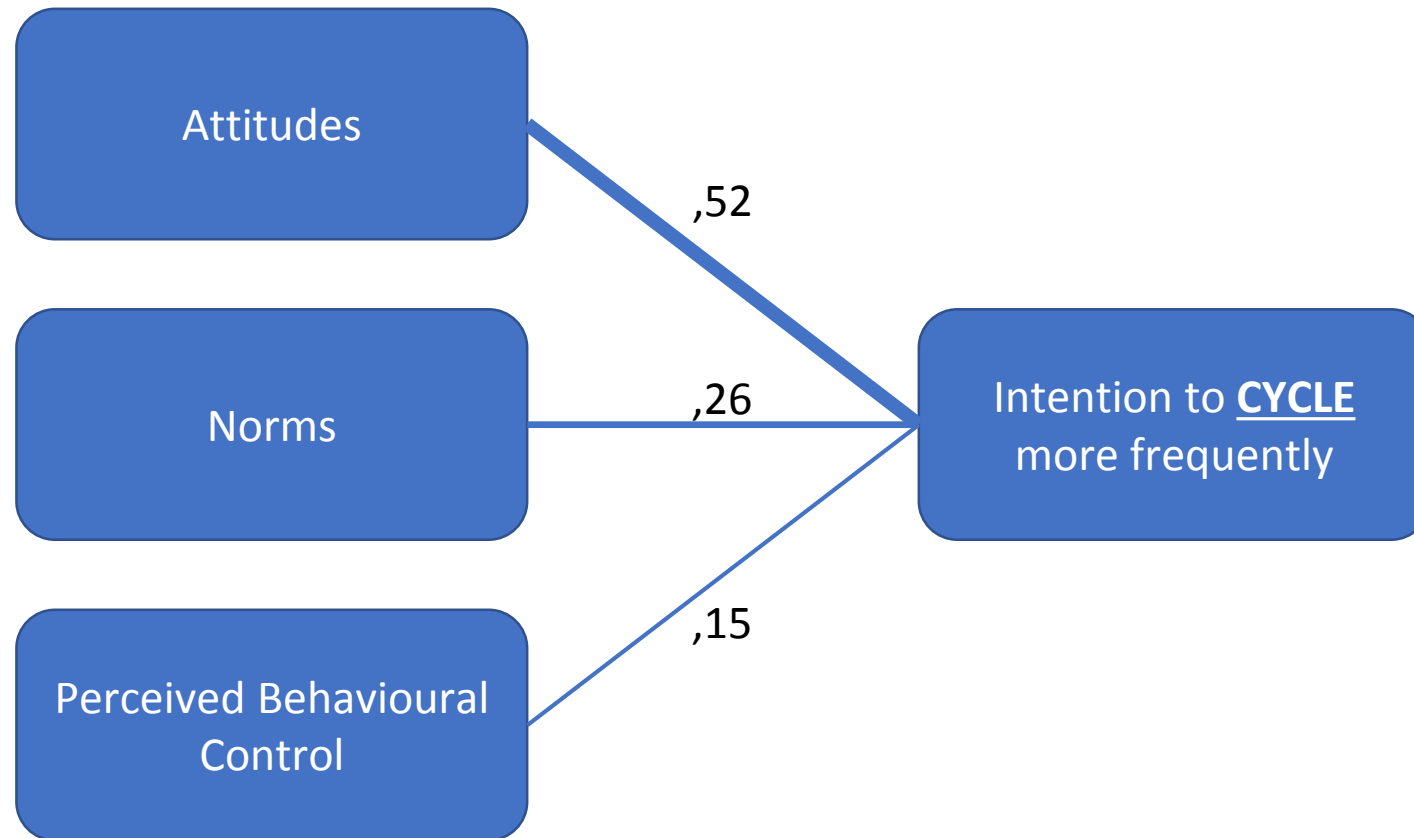 Attitudes
,52
Norms
,26
Intention to CYCLE
more frequently
,15
Perceived Behavioural
Control